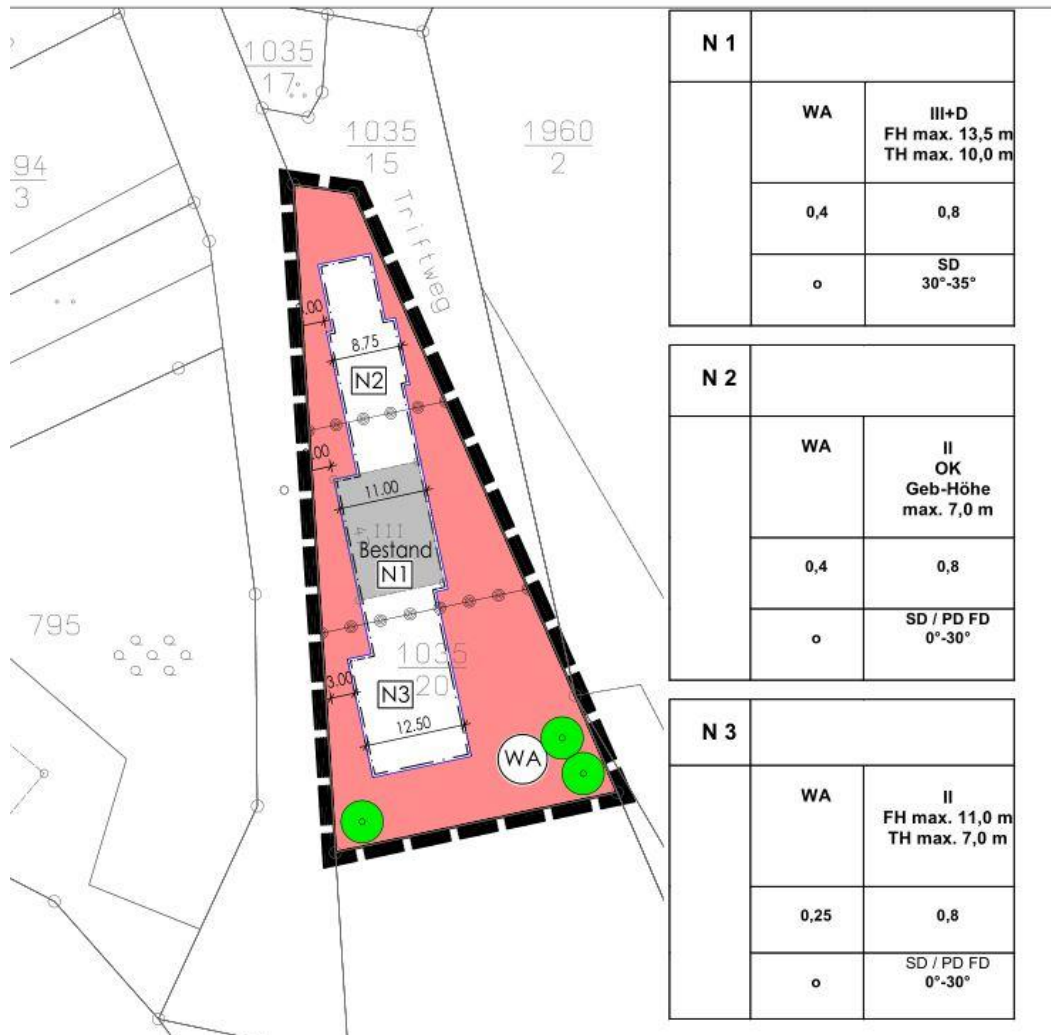 1035
17
1035
15
1960
2
94
3
Triftweg
.00
8.75
N2
.00
11.00
III
Bestand
N1
795
1035
20
3.00
N3
12.50
WA
N 1
WA
III+D
FH max. 13,5 m
TH max. 10,0 m
0,4
0,8
o
SD
30°-35°
N 2
WA
II
OK
Geb-Höhe
max. 7,0 m
0,4
0,8
o
SD / PD FD
0°-30°
N 3
WA
II
FH max. 11,0 m
TH max. 7,0 m
0,25
0,8
o
SD / PD FD
0°-30°